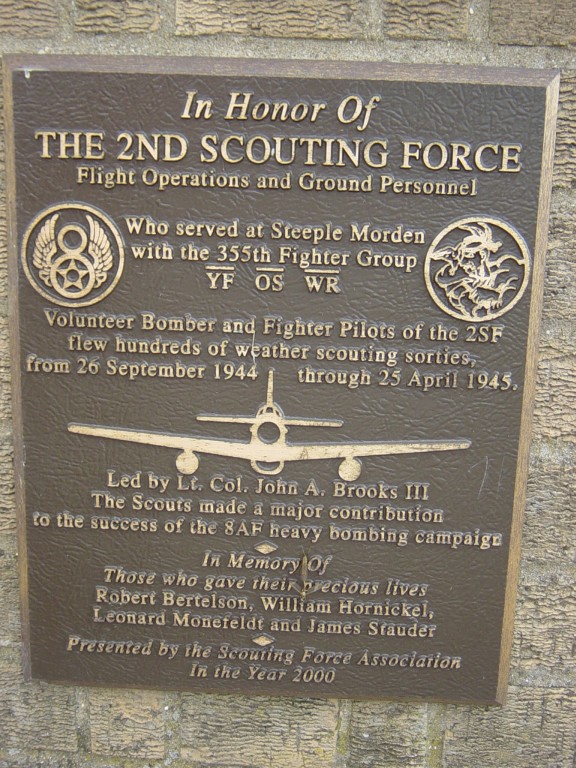 In Honor Of
THE 2ND SCOUTING FORCE
Flight Operations and Ground Personnel
Who served at Steeple Morden
with the 355th Fighter Group
YF OS WR
Volunteer Bomber and Fighter Pilots of the 2SF
flew hundreds of weather scouting sorties,
from 26 September 1944 through 25 April 1945.
Led by Lt. Col. John A. Brooks III
The Scouts made a major contribution
to the success of the 8AF heavy bombing campaign
In Memory Of
Those who gave their precious lives
Robert Bertelson, William Hornickel,
Leonard Monefeldt and James Stauder
Presented by the Scouting Force Association
In the Year 2000